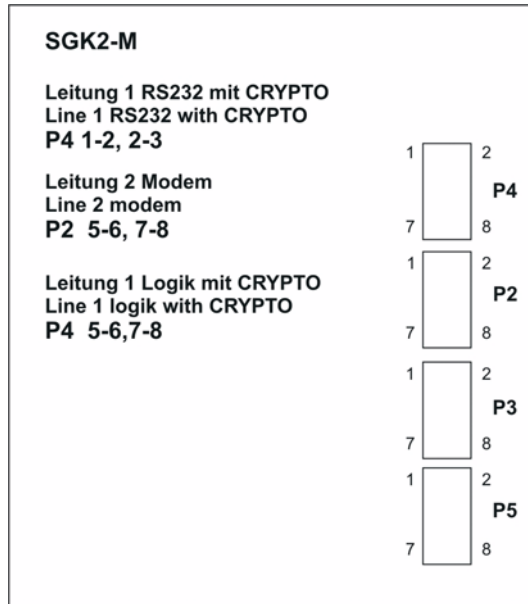 SGK2-M
Leitung 1 RS232 mit CRYPTO
Line 1 RS232 with CRYPTO
P4 1-2, 2-3
Leitung 2 Modem
Line 2 modem
P2 5-6, 7-8
Leitung 1 Logik mit CRYPTO
Line 1 logik with CRYPTO
P4 5-6,7-8
1 2
P4
7 8
1 2
P2
7 8
1 2
P3
7 8
1 2
P5
7 8